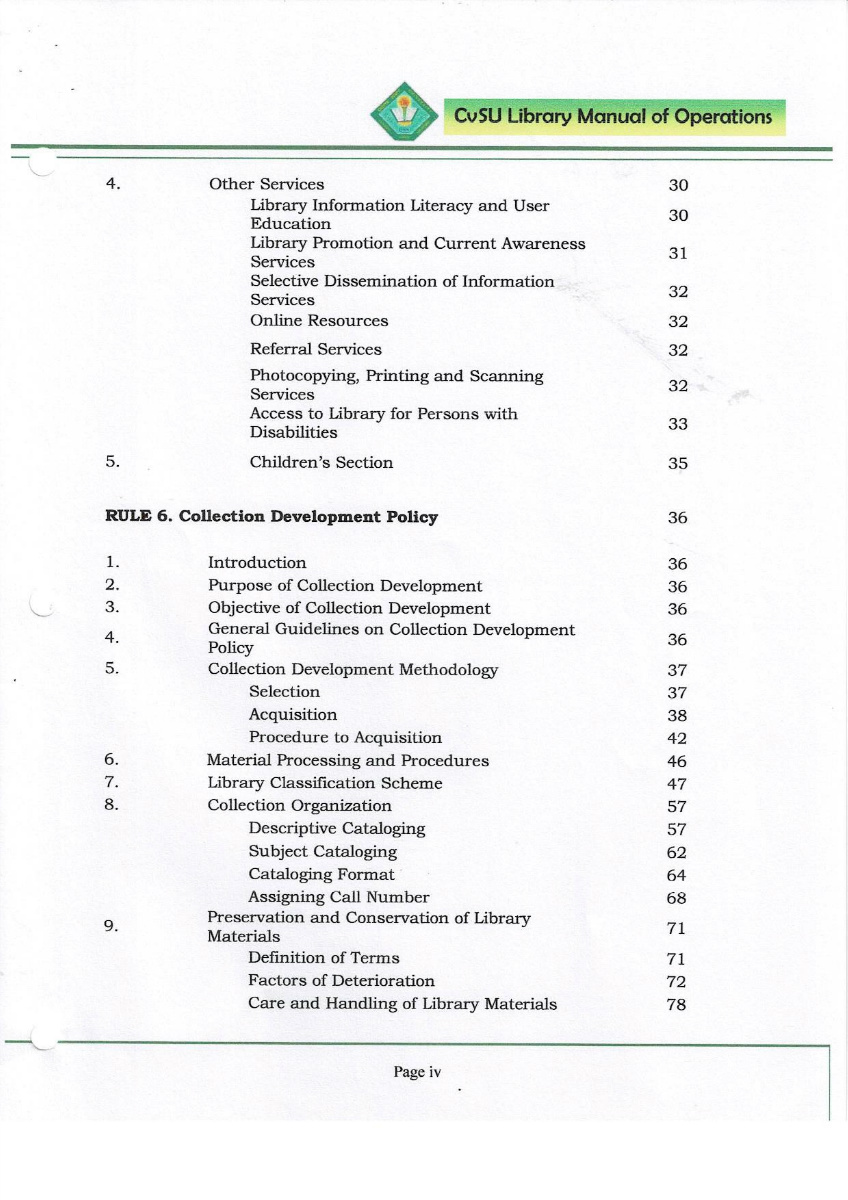 CvSU Library Manual of Operations
4. Other Services 30
Library Information Literacy and User
Education 30
Library Promotion and Current Awareness
Services 31
Selective Dissemination of Information
Services 32
Online Resources 32
Referral Services 32
Photocopying, Printing and Scanning
Services 32
Access to Library for Persons with
Disabilities 33
5. Children's Section 35
RULE 6. Collection Development Policy 36
1. Introduction 36
2. Purpose of Collection Development 36
3. Objective of Collection Development 36
4. General Guidelines on Collection Development
Policy 36
5. Collection Development Methodology 37
Selection 37
Acquisition 38
Procedure to Acquisition 42
6. Material Processing and Procedures 46
7. Library Classification Scheme 47
8. Collection Organization 57
Descriptive Cataloging 57
Subject Cataloging 62
Cataloging Format 64
Assigning Call Number 68
9. Preservation and Conservation of Library
Materials 71
Definition of Terms 71
Factors of Deterioration 72
Care and Handling of Library Materials 78
Page iv